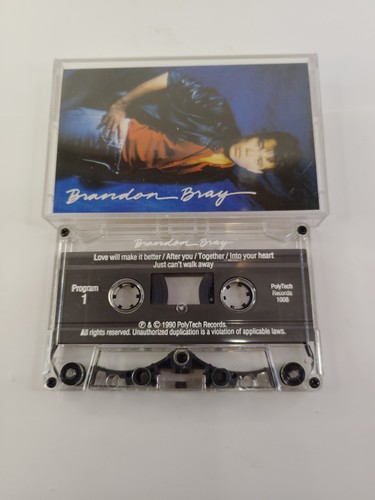 Brandon Bray
Brandon Bray
Love will make it better / After you / Together / Into your heart
Just can't walk away
Program
1
PolyTech
Records
1008
℗ & © 1990 PolyTech Records.
All rights reserved. Unauthorized duplication is a violation of applicable laws.